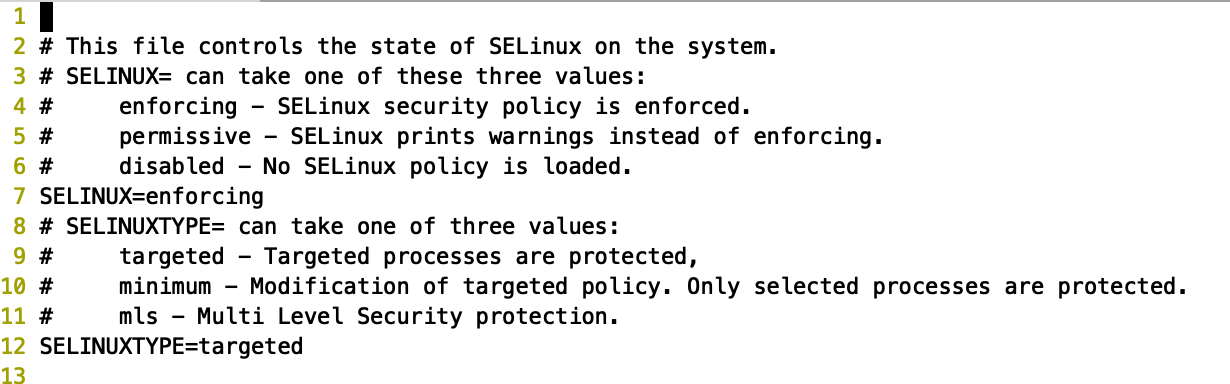 1
2 # This file controls the state of SELinux on the system.
3 # SELINUX= can take one of these three values:
4 #     enforcing – SELinux security policy is enforced.
5 #     permissive – SELinux prints warnings instead of enforcing.
6 #     disabled – No SELinux policy is loaded.
7 SELINUX=enforcing
8 # SELINUXTYPE= can take one of three values:
9 #     targeted – Targeted processes are protected,
10 #     minimum – Modification of targeted policy. Only selected processes are protected.
11 #     mls – Multi Level Security protection.
12 SELINUXTYPE=targeted
13